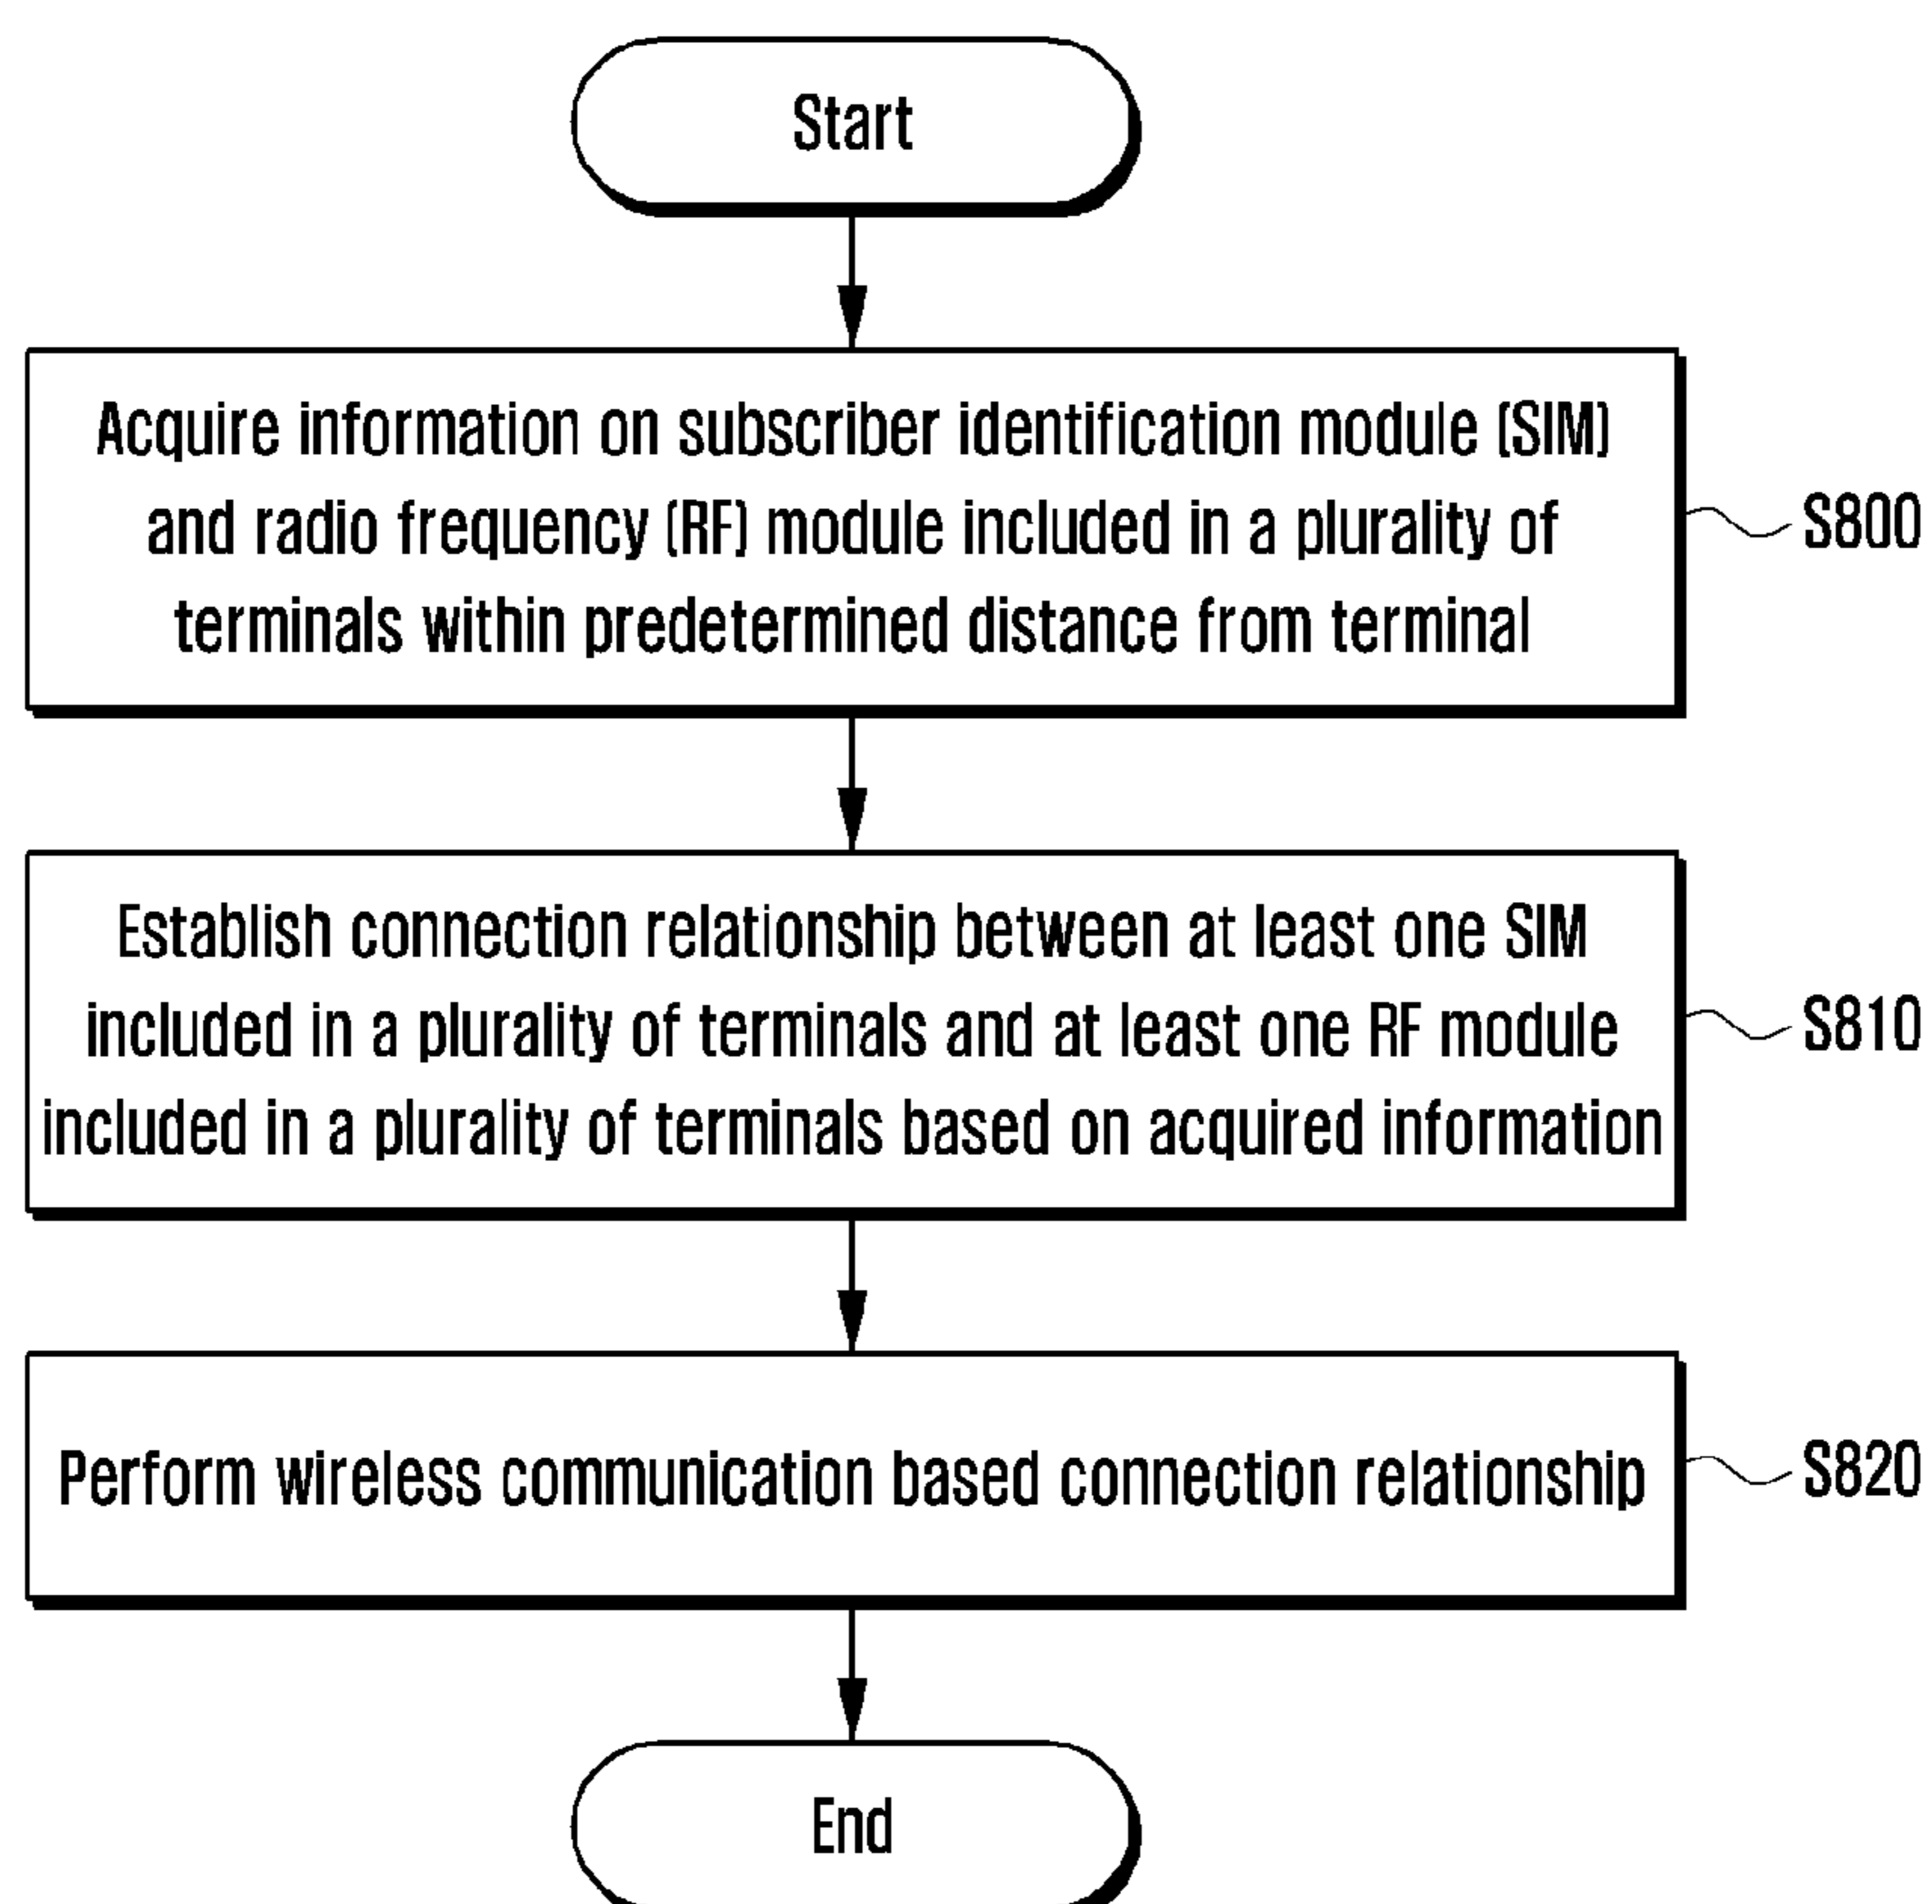 Start
Acquire information on subscriber identification module (SIM)
and radio frequency (RF) module included in a plurality of
terminals within predetermined distance from terminal
S800
Establish connection relationship between at least one SIM
included in a plurality of terminals and at least one RF module
included in a plurality of terminals based on acquired information
S810
Perform wireless communication based connection relationship
S820
End